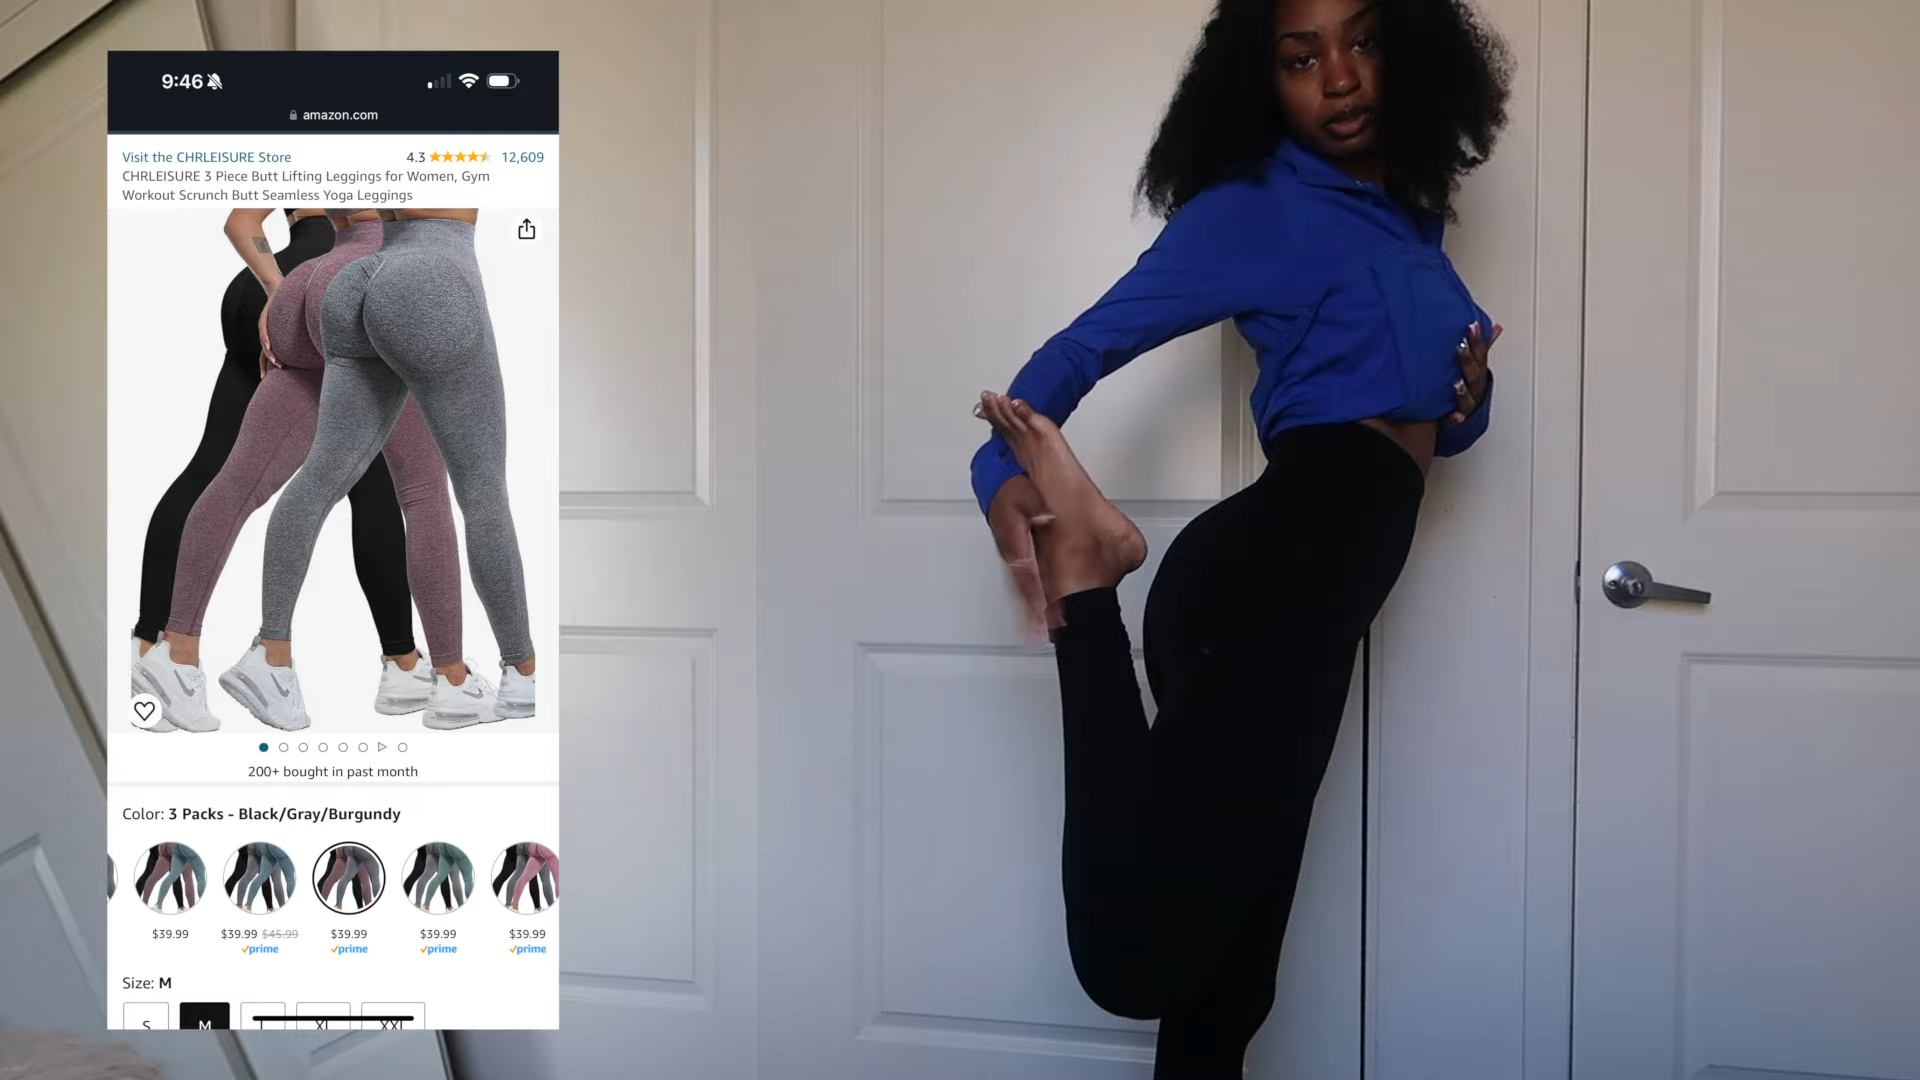 9:46
amazon.com
Visit the CHRLEISURE Store 4.3 12,609
CHRLEISURE 3 Piece Butt Lifting Leggings for Women, Gym
Workout Scrunch Butt Seamless Yoga Leggings
200+ bought in past month
Color: 3 Packs - Black/Gray/Burgundy
$39.99 $39.99 $45.99 $39.99 $39.99 $39.99
prime prime prime prime
Size: M
S M L XL XXL